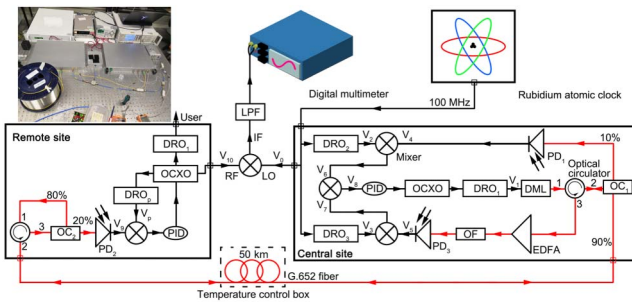 Digital multimeter
Rubidium atomic clock
100 MHz
LPF
IF
User
Remote site
DRO1
OCXO
DROp
Vp
PID
V9
PD2
80%
20%
OC2
1
2
3
V10
RF
LO
V0
DRO2
V2
V4
Mixer
PD1
10%
Optical
circulator
V6
V8
PID
OCXO
DRO1
V1
DML
1
2
3
OC1
V7
DRO3
V3
V5
PD3
OF
EDFA
90%
Central site
50 km
G.652 fiber
Temperature control box